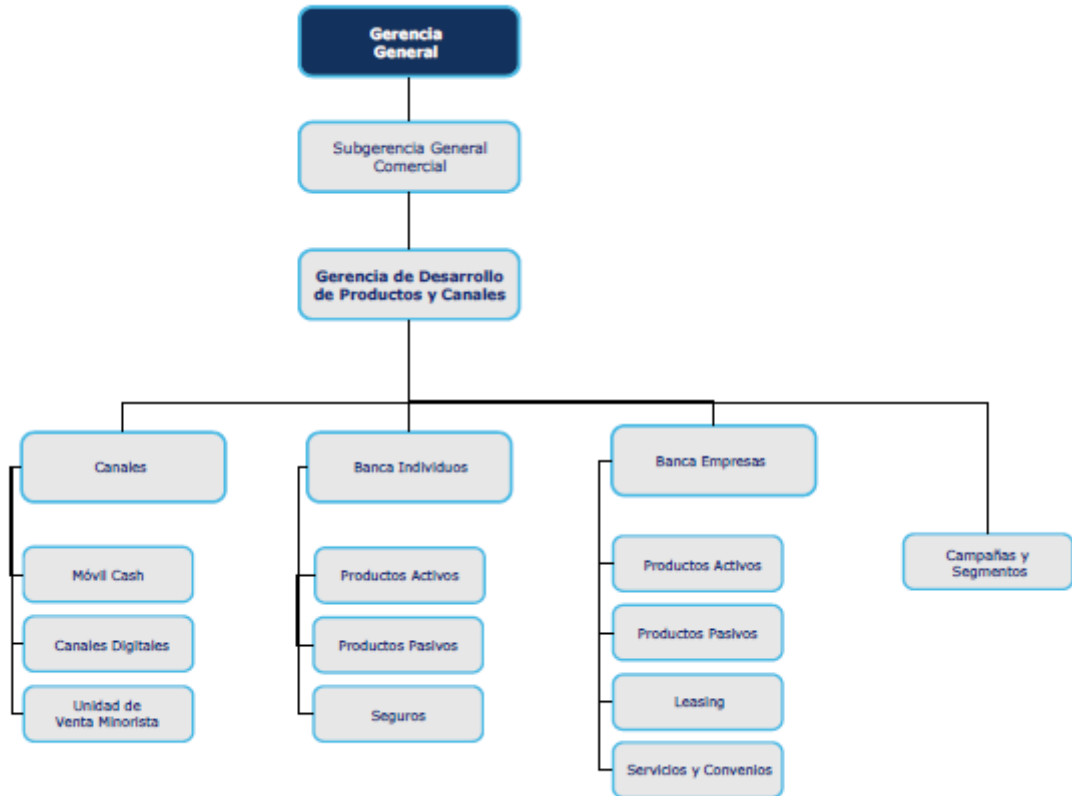 Gerencia
General
Subgerencia General
Comercial
Gerencia de Desarrollo
de Productos y Canales
Canales
Móvil Cash
Canales Digitales
Unidad de
Venta Minorista
Banca Individuos
Productos Activos
Productos Pasivos
Seguros
Banca Empresas
Productos Activos
Productos Pasivos
Leasing
Servicios y Convenios
Campañas y
Segmentos